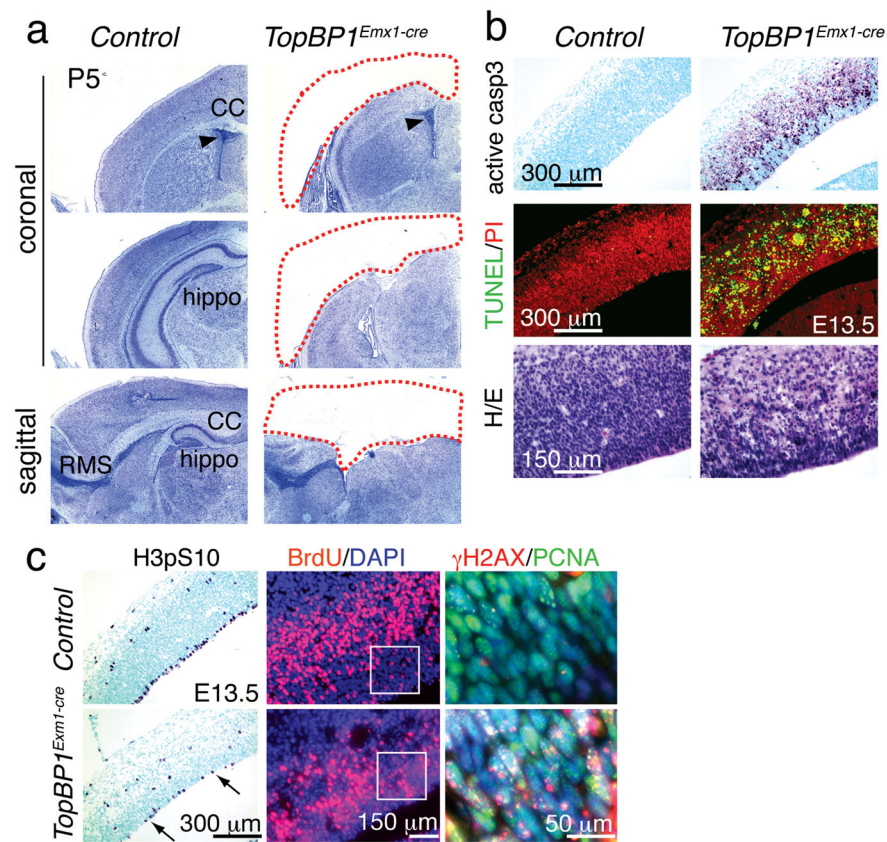 a
Control
TopBP1Emx1-cre
coronal
P5
CC
hippo
sagittal
CC
hippo
RMS
b
Control
TopBP1Emx1-cre
active casp3
300 µm
TUNEL/PI
300 µm
E13.5
H/E
150 µm
c
H3pS10
BrdU/DAPI
γH2AX/PCNA
Control
E13.5
TopBP1Exm1-cre
300 µm
150 µm
50 µm